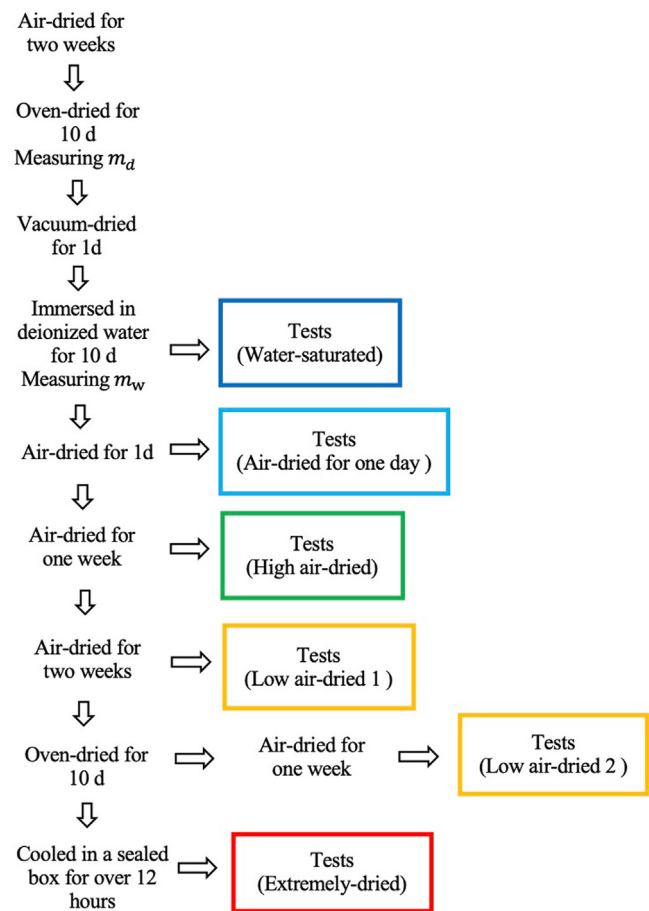 Air-dried for
two weeks
Oven-dried for
10 d
Measuring m_d
Vacuum-dried
for 1d
Immersed in
deionized water
for 10 d
Measuring m_w
Tests
(Water-saturated)
Air-dried for 1d
Tests
(Air-dried for one day )
Air-dried for
one week
Tests
(High air-dried)
Air-dried for
two weeks
Tests
(Low air-dried 1 )
Oven-dried for
10 d
Air-dried for
one week
Tests
(Low air-dried 2 )
Cooled in a sealed
box for over 12
hours
Tests
(Extremely-dried)